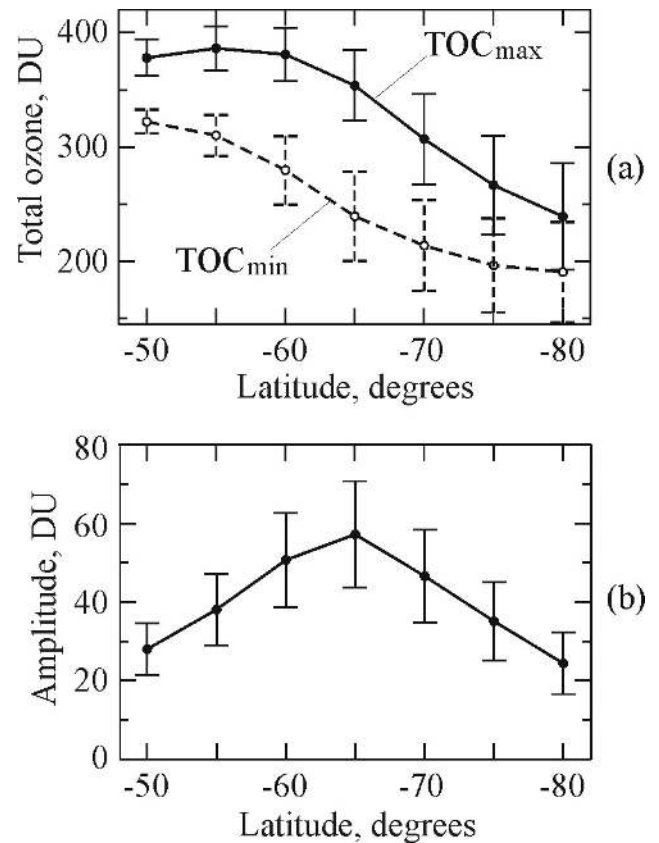 400
300
200
Total ozone, DU
TOCmax
TOCmin
(a)
-50 -60 -70 -80
Latitude, degrees
80
60
40
20
0
Amplitude, DU
(b)
-50 -60 -70 -80
Latitude, degrees